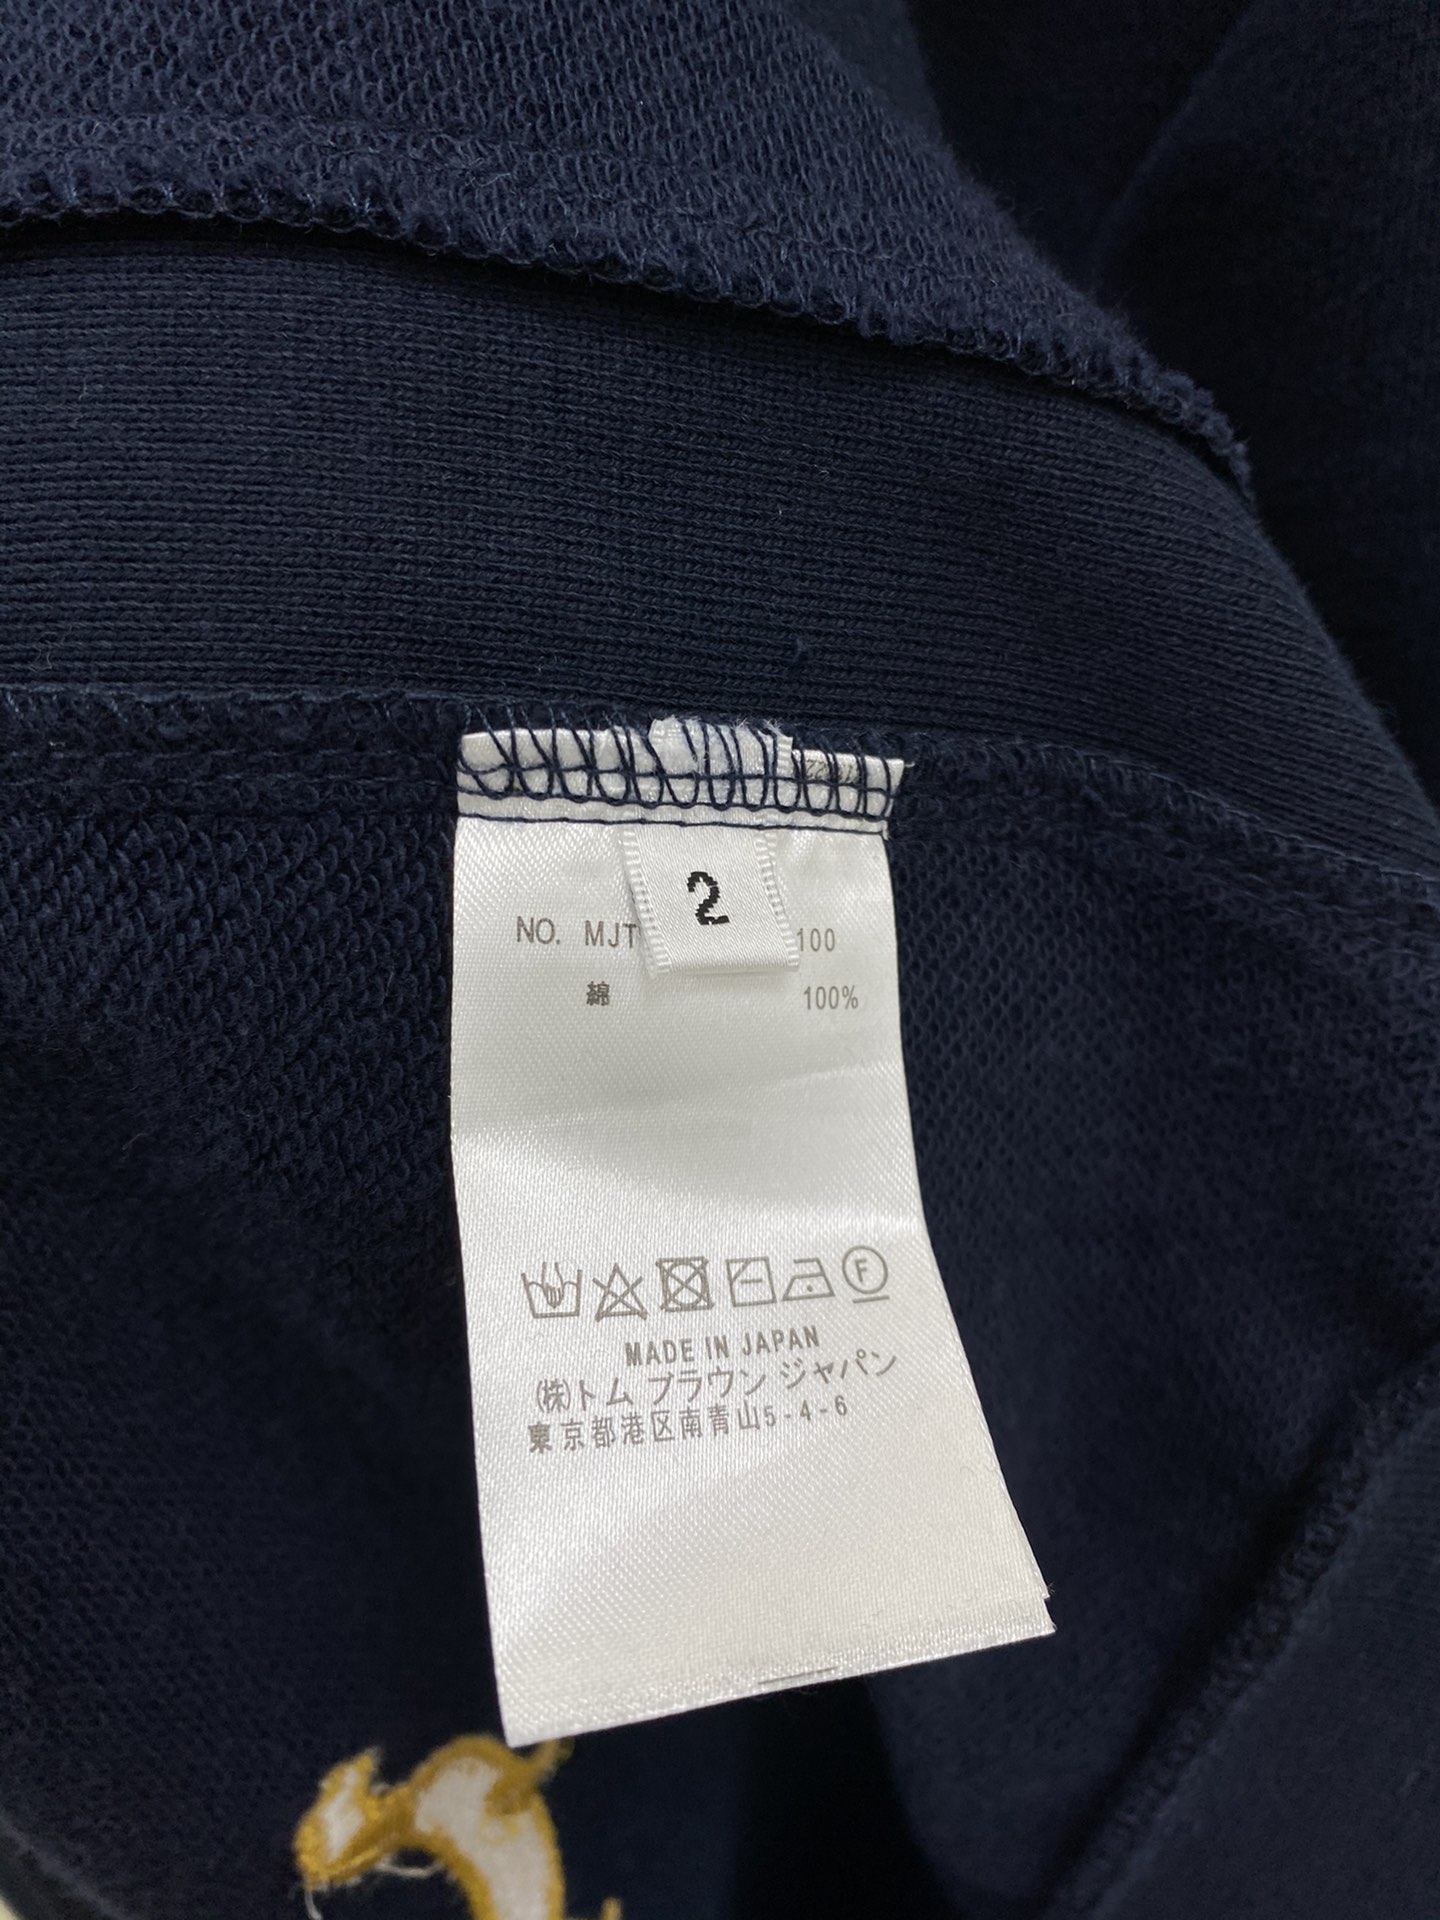 2
NO. MJT 100
綿 100%
F
MADE IN JAPAN
(株)トム ブラウン ジャパン
東京都港区南青山5-4-6